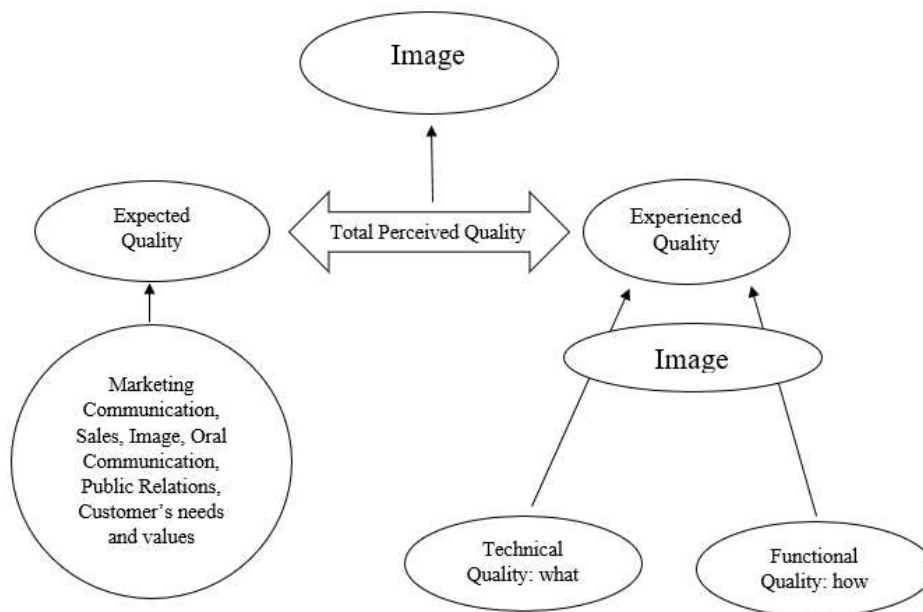 Image
Expected
Quality
Total Perceived Quality
Experienced
Quality
Image
Marketing
Communication,
Sales, Image, Oral
Communication,
Public Relations,
Customer’s needs
and values
Technical
Quality: what
Functional
Quality: how